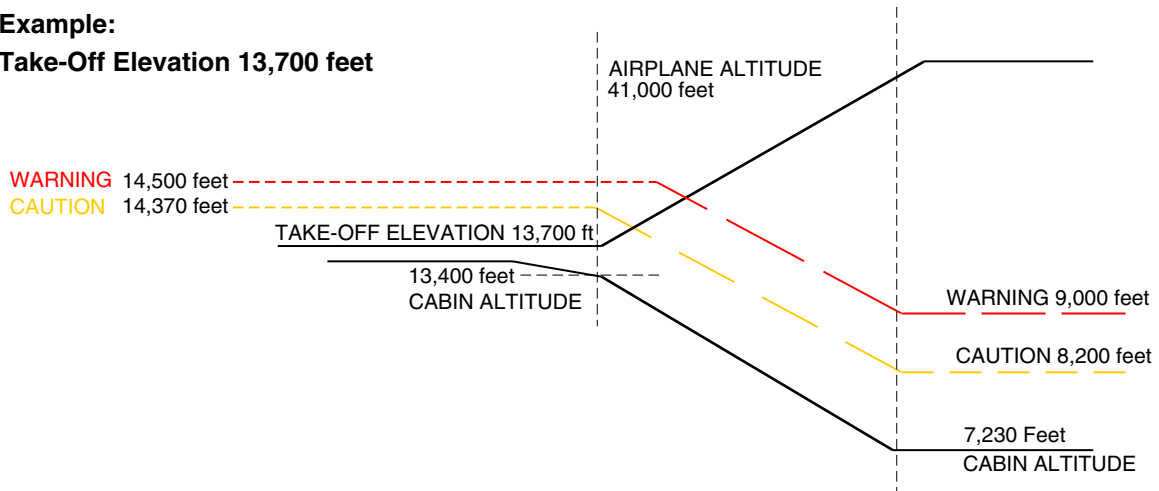 Example:
Take-Off Elevation 13,700 feet
AIRPLANE ALTITUDE
41,000 feet
WARNING 14,500 feet
CAUTION 14,370 feet
TAKE-OFF ELEVATION 13,700 ft
13,400 feet
CABIN ALTITUDE
WARNING 9,000 feet
CAUTION 8,200 feet
7,230 Feet
CABIN ALTITUDE